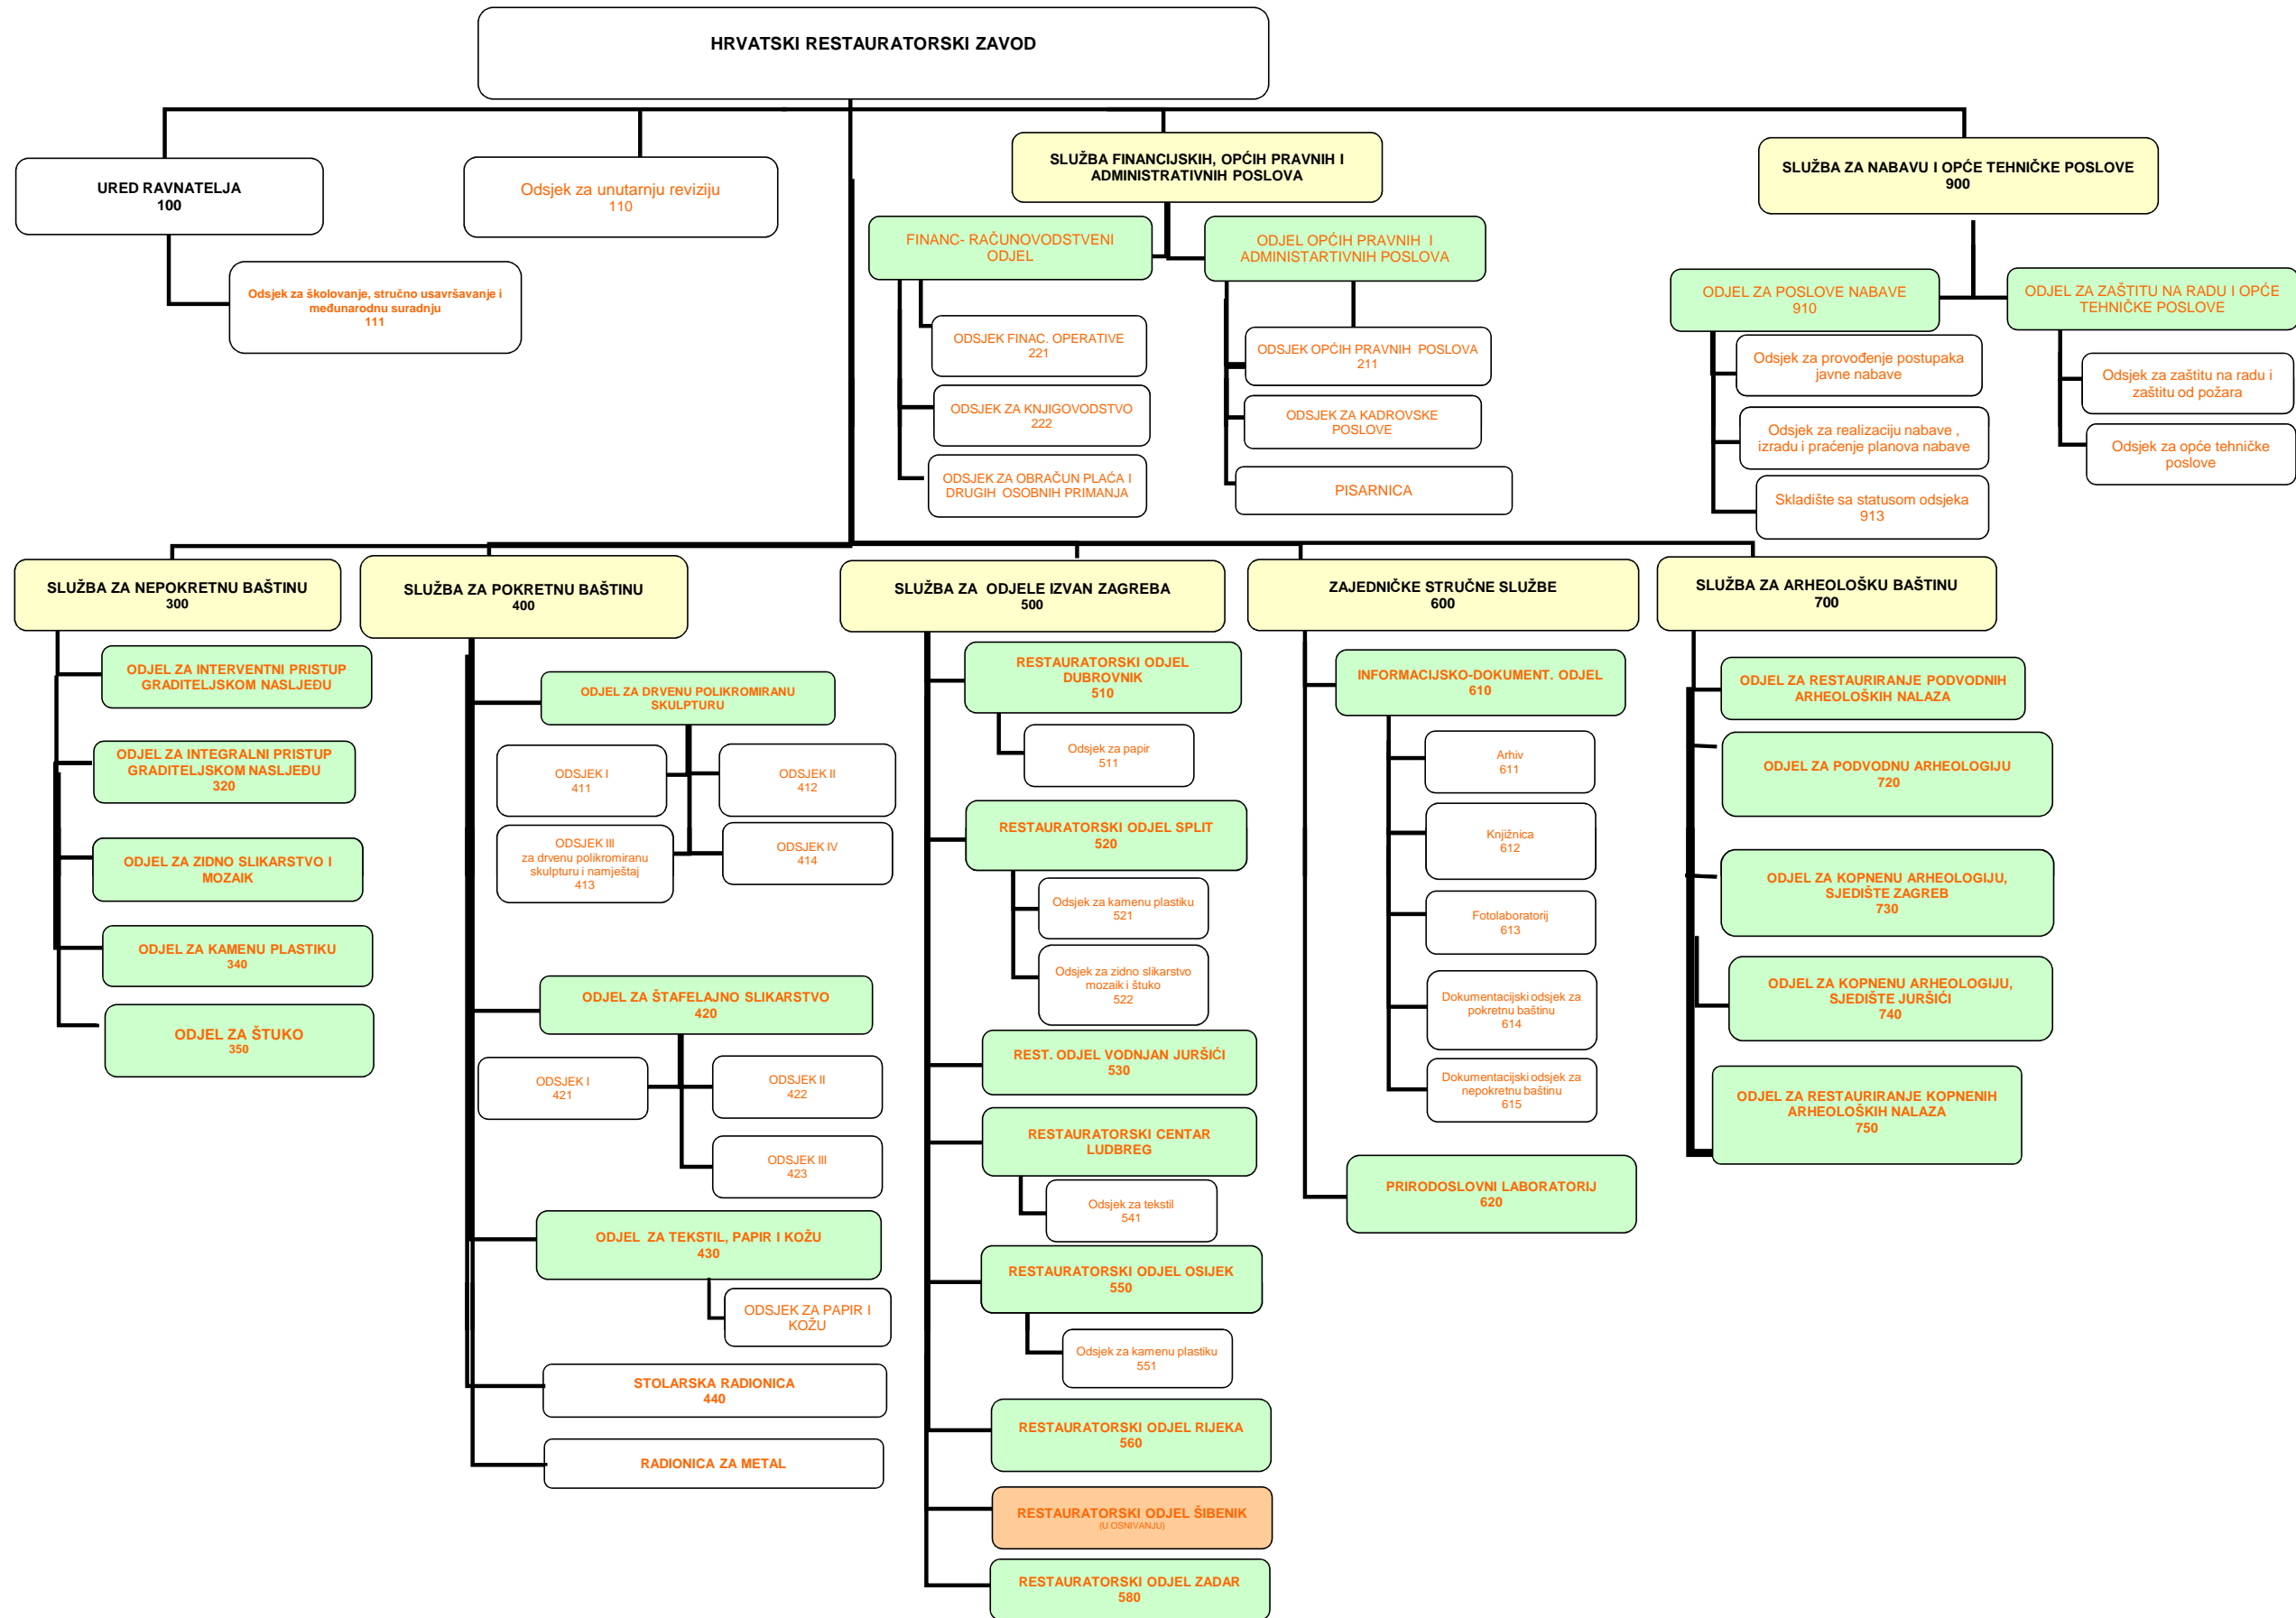 HRVATSKI RESTAURATORSKI ZAVOD
URED RAVNATELJA
100
Odsjek za unutarnju reviziju
110
Odsjek za školovanje, stručno usavršavanje i
međunarodnu suradnju
111
SLUŽBA FINANCIJSKIH, OPĆIH PRAVNIH I
ADMINISTRATIVNIH POSLOVA
FINANC- RAČUNOVODSTVENI
ODJEL
ODSJEK FINAC. OPERATIVE
221
ODSJEK ZA KNJIGOVODSTVO
222
ODSJEK ZA OBRAČUN PLAĆA I
DRUGIH OSOBNIH PRIMANJA
ODJEL OPĆIH PRAVNIH I
ADMINISTARTIVNIH POSLOVA
ODSJEK OPĆIH PRAVNIH POSLOVA
211
ODSJEK ZA KADROVSKE
POSLOVE
PISARNICA
SLUŽBA ZA NABAVU I OPĆE TEHNIČKE POSLOVE
900
ODJEL ZA POSLOVE NABAVE
910
Odsjek za provođenje postupaka
javne nabave
Odsjek za realizaciju nabave ,
izradu i praćenje planova nabave
Skladište sa statusom odsjeka
913
ODJEL ZA ZAŠTITU NA RADU I OPĆE
TEHNIČKE POSLOVE
Odsjek za zaštitu na radu i
zaštitu od požara
Odsjek za opće tehničke
poslove
SLUŽBA ZA NEPOKRETNU BAŠTINU
300
ODJEL ZA INTERVENTNI PRISTUP
GRADITELJSKOM NASLJEĐU
ODJEL ZA INTEGRALNI PRISTUP
GRADITELJSKOM NASLJEĐU
320
ODJEL ZA ZIDNO SLIKARSTVO I
MOZAIK
ODJEL ZA KAMENU PLASTIKU
340
ODJEL ZA ŠTUKO
350
SLUŽBA ZA POKRETNU BAŠTINU
400
ODJEL ZA DRVENU POLIKROMIRANU
SKULPTURU
ODSJEK I
411
ODSJEK II
412
ODSJEK III
za drvenu polikromiranu
skulpturu i namještaj
413
ODSJEK IV
414
ODJEL ZA ŠTAFELAJNO SLIKARSTVO
420
ODSJEK I
421
ODSJEK II
422
ODSJEK III
423
ODJEL ZA TEKSTIL, PAPIR I KOŽU
430
ODSJEK ZA PAPIR I
KOŽU
STOLARSKA RADIONICA
440
RADIONICA ZA METAL
SLUŽBA ZA ODJELE IZVAN ZAGREBA
500
RESTAURATORSKI ODJEL
DUBROVNIK
510
Odsjek za papir
511
RESTAURATORSKI ODJEL SPLIT
520
Odsjek za kamenu plastiku
521
Odsjek za zidno slikarstvo
mozaik i štuko
522
REST. ODJEL VODNJAN JURŠIĆI
530
RESTAURATORSKI CENTAR
LUDBREG
Odsjek za tekstil
541
RESTAURATORSKI ODJEL OSIJEK
550
Odsjek za kamenu plastiku
551
RESTAURATORSKI ODJEL RIJEKA
560
RESTAURATORSKI ODJEL ŠIBENIK
(U OSNIVANJU)
RESTAURATORSKI ODJEL ZADAR
580
ZAJEDNIČKE STRUČNE SLUŽBE
600
INFORMACIJSKO-DOKUMENT. ODJEL
610
Arhiv
611
Knjižnica
612
Fotolaboratorij
613
Dokumentacijski odsjek za
pokretnu baštinu
614
Dokumentacijski odsjek za
nepokretnu baštinu
615
PRIRODOSLOVNI LABORATORIJ
620
SLUŽBA ZA ARHEOLOŠKU BAŠTINU
700
ODJEL ZA RESTAURIRANJE PODVODNIH
ARHEOLOŠKIH NALAZA
ODJEL ZA PODVODNU ARHEOLOGIJU
720
ODJEL ZA KOPNENU ARHEOLOGIJU,
SJEDIŠTE ZAGREB
730
ODJEL ZA KOPNENU ARHEOLOGIJU,
SJEDIŠTE JURŠIĆI
740
ODJEL ZA RESTAURIRANJE KOPNENIH
ARHEOLOŠKIH NALAZA
750